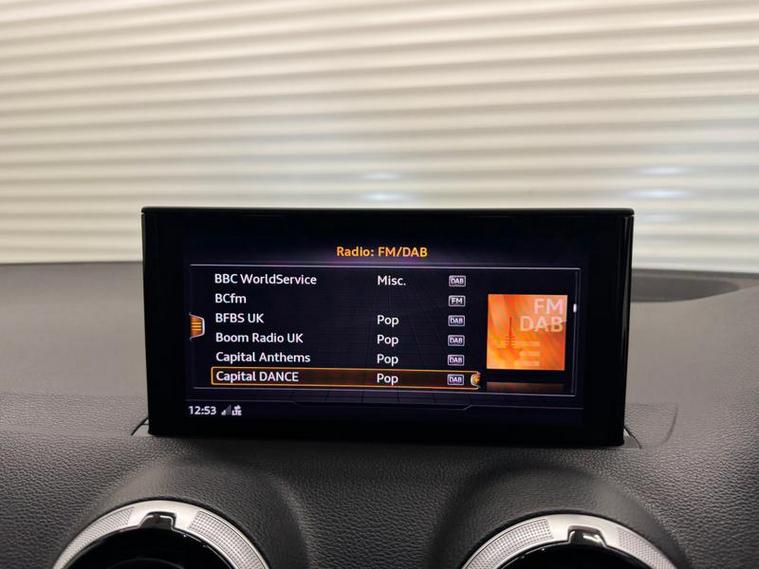 Radio: FM/DAB
BBC WorldService Misc. DAB
BCfm FM
BFBS UK Pop DAB
Boom Radio UK Pop DAB
Capital Anthems Pop DAB
Capital DANCE Pop DAB
FM
DAB
12:53 LTE